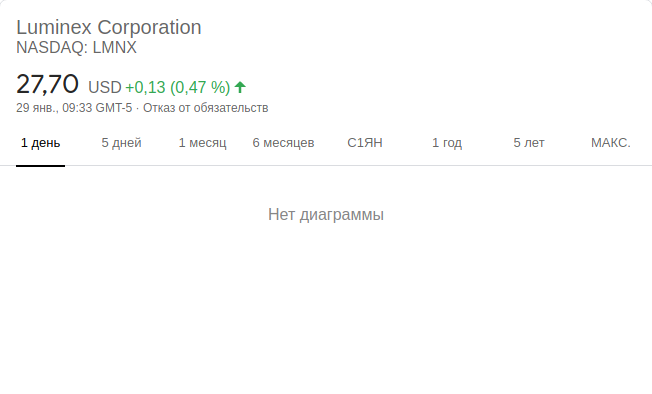 Luminex Corporation
NASDAQ: LMNX
27,70 USD +0,13 (0,47 %)
29 янв., 09:33 GMT-5 · Отказ от обязательств
1 день 5 дней 1 месяц 6 месяцев С1ЯН 1 год 5 лет МАКС.
Нет диаграммы